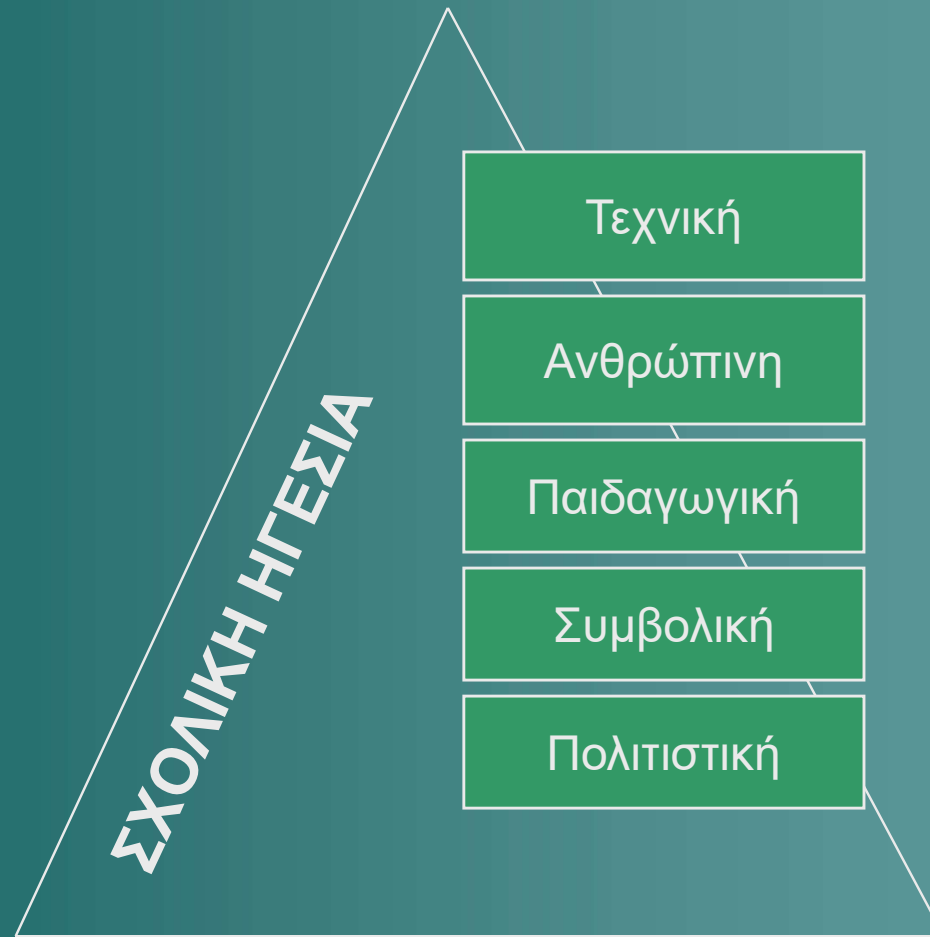 ΣΧΟΛΙΚΗ ΗΓΕΣΙΑ
Τεχνική
Ανθρώπινη
Παιδαγωγική
Συμβολική
Πολιτιστική